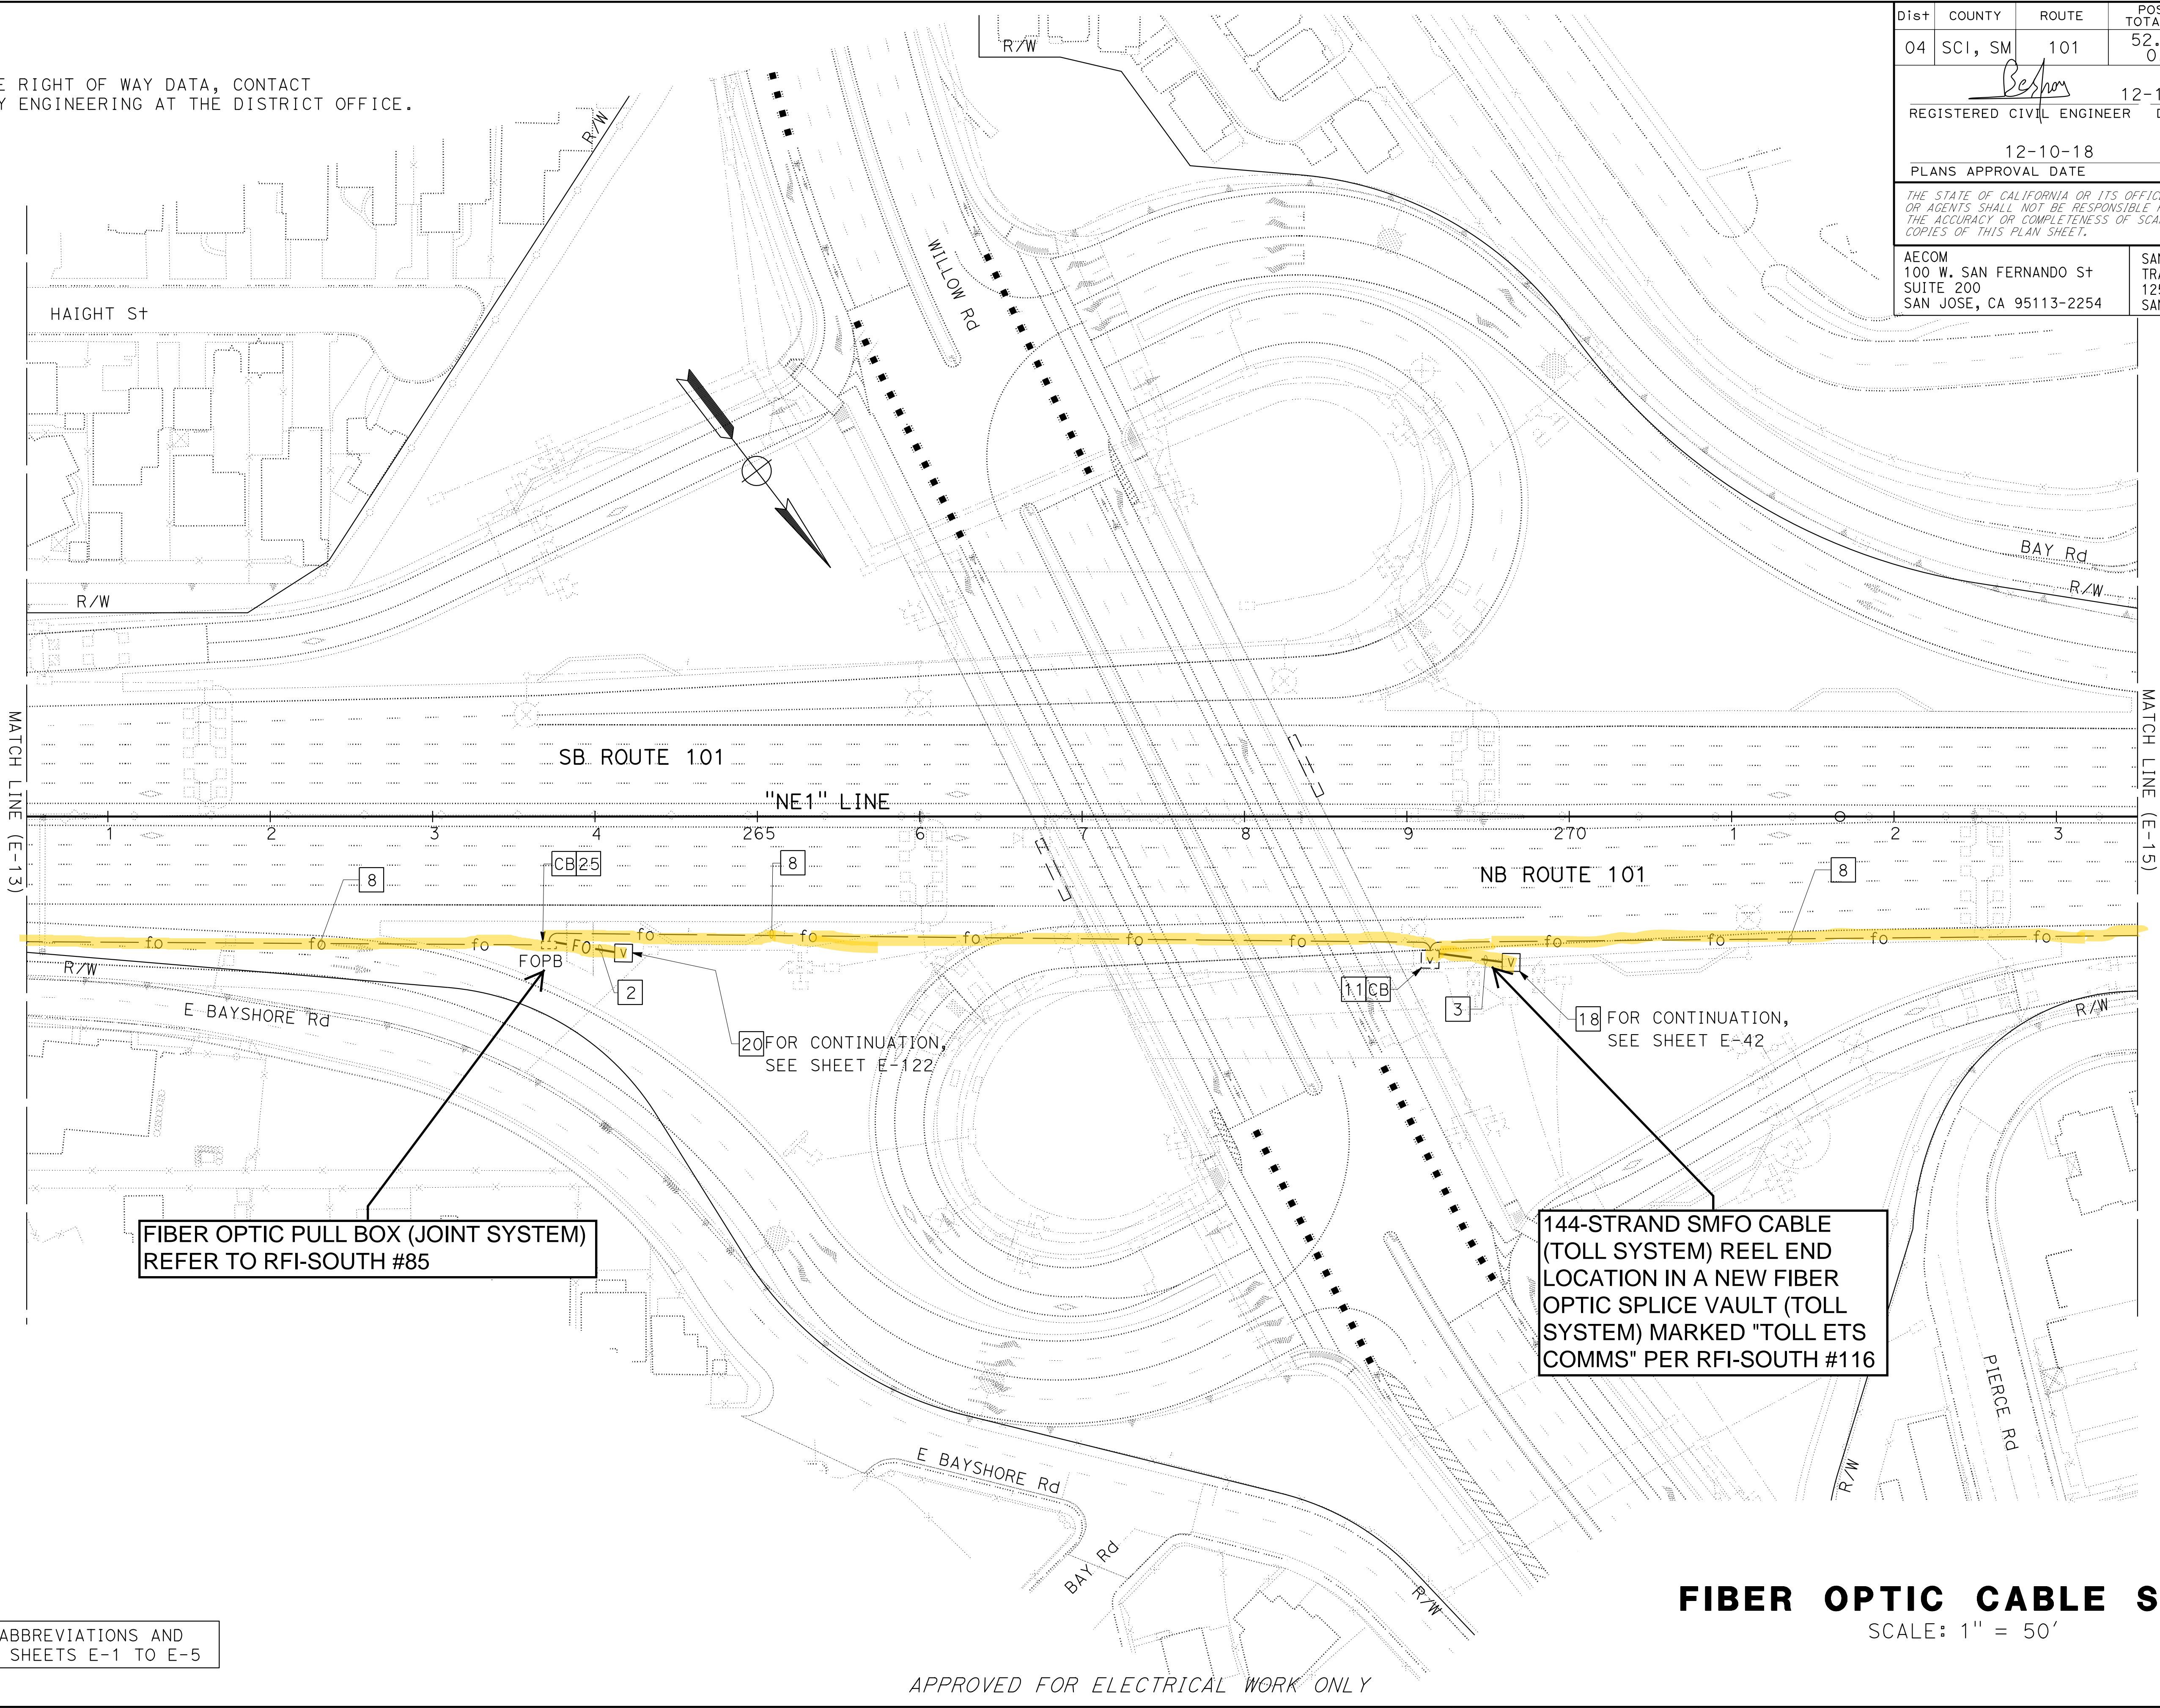 E RIGHT OF WAY DATA, CONTACT
Y ENGINEERING AT THE DISTRICT OFFICE.
Dist COUNTY ROUTE
04 SCI, SM 101 52.
12-1
REGISTERED CIVIL ENGINEER
12-10-18
PLANS APPROVAL DATE
THE STATE OF CALIFORNIA OR ITS OFFIC
OR AGENTS SHALL NOT BE RESPONSIBLE
THE ACCURACY OR COMPLETENESS OF SCA
COPIES OF THIS PLAN SHEET.
AECOM
100 W. SAN FERNANDO St
SUITE 200
SAN JOSE, CA 95113-2254
SAN
TRA
125
SAN
R/W
R/W
HAIGHT St
WILLOW Rd
BAY Rd
R/W
R/W
MATCH LINE (E-13)
MATCH LINE (E-15)
SB ROUTE 101
"NE1" LINE
1 2 3 4 265 6 7 8 9 270 1 2 3
CB 25
8
8
8
NB ROUTE 101
fo fo fo FO fo fo fo fo fo fo fo fo fo
V V V
FOPB
R/W
E BAYSHORE Rd
2
11 CB
3
20 FOR CONTINUATION,
SEE SHEET E-122
18 FOR CONTINUATION,
SEE SHEET E-42
R/W
FIBER OPTIC PULL BOX (JOINT SYSTEM)
REFER TO RFI-SOUTH #85
144-STRAND SMFO CABLE
(TOLL SYSTEM) REEL END
LOCATION IN A NEW FIBER
OPTIC SPLICE VAULT (TOLL
SYSTEM) MARKED "TOLL ETS
COMMS" PER RFI-SOUTH #116
PIERCE Rd
R/W
E BAYSHORE Rd
BAY Rd
R/W
FIBER OPTIC CABLE S
SCALE: 1" = 50'
ABBREVIATIONS AND
SHEETS E-1 TO E-5
APPROVED FOR ELECTRICAL WORK ONLY